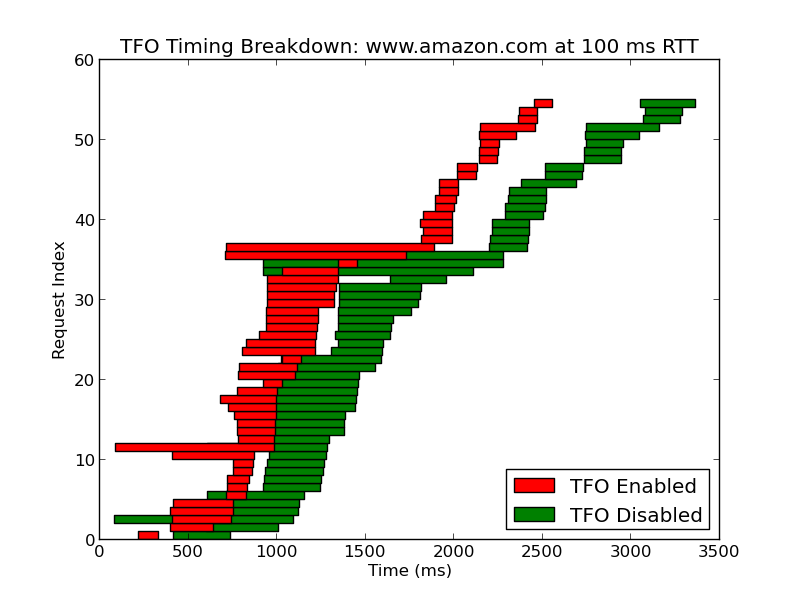 TFO Timing Breakdown: www.amazon.com at 100 ms RTT
60
50
40
30
20
10
0
Request Index
0 500 1000 1500 2000 2500 3000 3500
Time (ms)
TFO Enabled
TFO Disabled